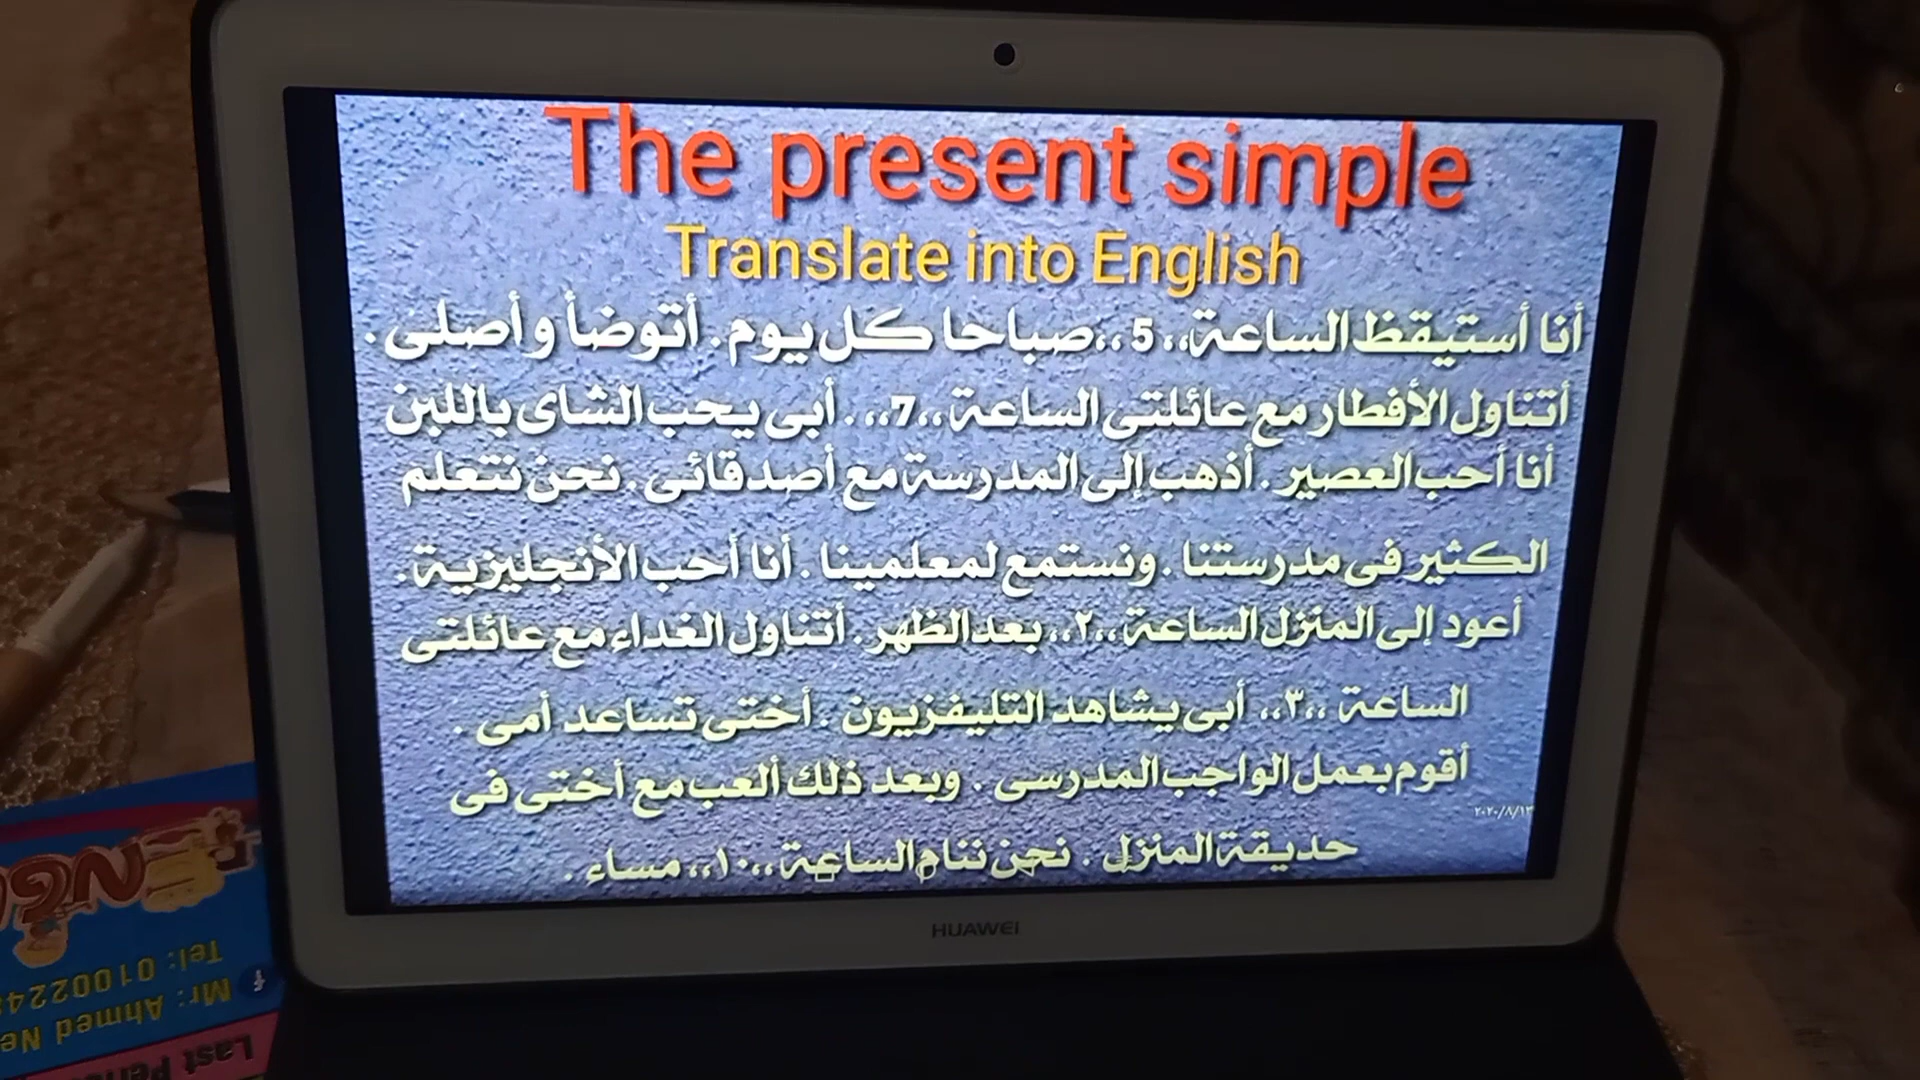 The present simple
Translate into English
أنا أستيقظ الساعة ,,5,, صباحا كل يوم. أتوضأ و أصلى .
أتناول الأفطار مع عائلتى الساعة ,,7,, . أبى يحب الشاى باللبن
أنا أحب العصير . أذهب إلى المدرسة مع أصدقائى . نحن نتعلم
الكثير فى مدرستنا . ونستمع لمعلمينا . أنا أحب الأنجليزية .
أعود إلى المنزل الساعة ,,٢,, بعد الظهر . أتناول الغداء مع عائلتى
الساعة ,,٣,, أبى يشاهد التليفزيون . أختى تساعد أمى .
أقوم بعمل الواجب المدرسى . وبعد ذلك ألعب مع أختى فى
٢٠٢٠/٨/١٣
حديقة المنزل . نحن ننام الساعة ,,١٠,, مساء .
HUAWEI
Tel: 010022
Mr: Ahmed
Last